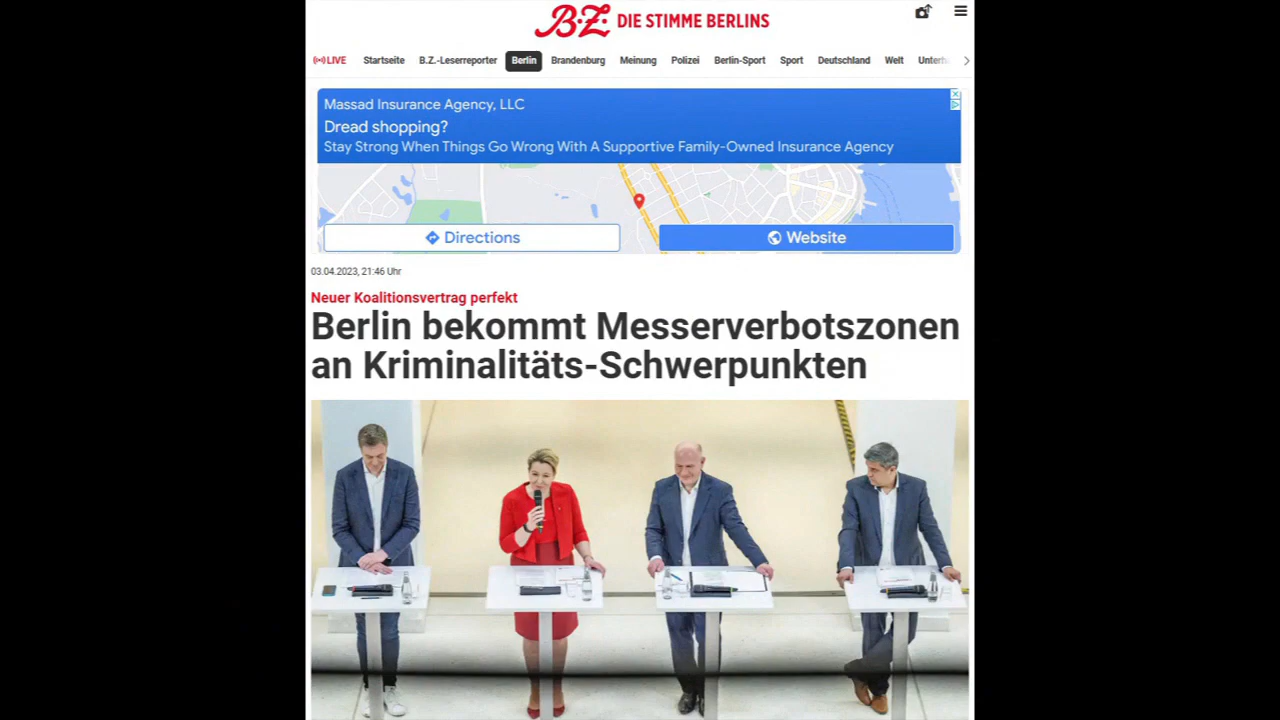 B.Z. DIE STIMME BERLINS
LIVE Startseite B.Z.-Leserreporter Berlin Brandenburg Meinung Polizei Berlin-Sport Sport Deutschland Welt
Massad Insurance Agency, LLC
Dread shopping?
Stay Strong When Things Go Wrong With A Supportive Family-Owned Insurance Agency
Directions Website
03.04.2023, 21:46 Uhr
Neuer Koalitionsvertrag perfekt
Berlin bekommt Messerverbotszonen
an Kriminalitäts-Schwerpunkten